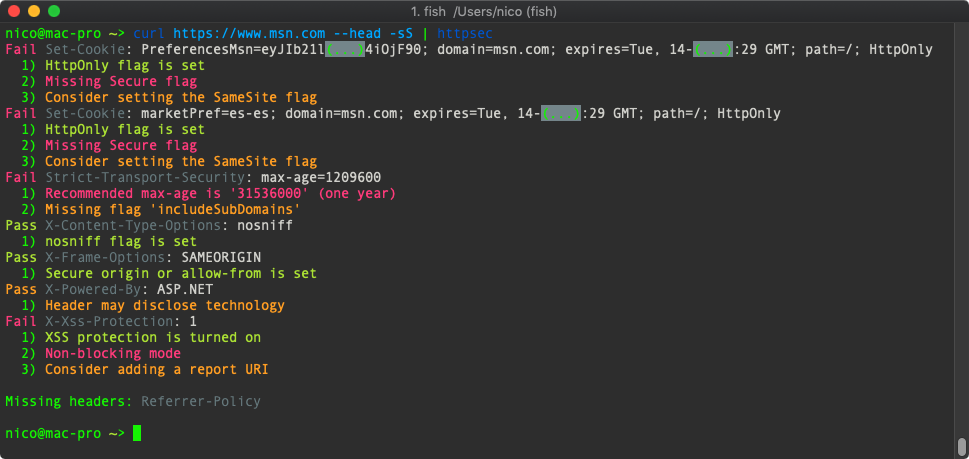 1. fish  /Users/nico (fish)
nico@mac-pro ~> curl https://www.msn.com --head -sS | httpsec
Fail Set-Cookie: PreferencesMsn=eyJIb21l(...)4iOjF90; domain=msn.com; expires=Tue, 14-(...):29 GMT; path=/; HttpOnly
  1) HttpOnly flag is set
  2) Missing Secure flag
  3) Consider setting the SameSite flag
Fail Set-Cookie: marketPref=es-es; domain=msn.com; expires=Tue, 14-(...):29 GMT; path=/; HttpOnly
  1) HttpOnly flag is set
  2) Missing Secure flag
  3) Consider setting the SameSite flag
Fail Strict-Transport-Security: max-age=1209600
  1) Recommended max-age is '31536000' (one year)
  2) Missing flag 'includeSubDomains'
Pass X-Content-Type-Options: nosniff
  1) nosniff flag is set
Pass X-Frame-Options: SAMEORIGIN
  1) Secure origin or allow-from is set
Pass X-Powered-By: ASP.NET
  1) Header may disclose technology
Fail X-Xss-Protection: 1
  1) XSS protection is turned on
  2) Non-blocking mode
  3) Consider adding a report URI
Missing headers: Referrer-Policy
nico@mac-pro ~>